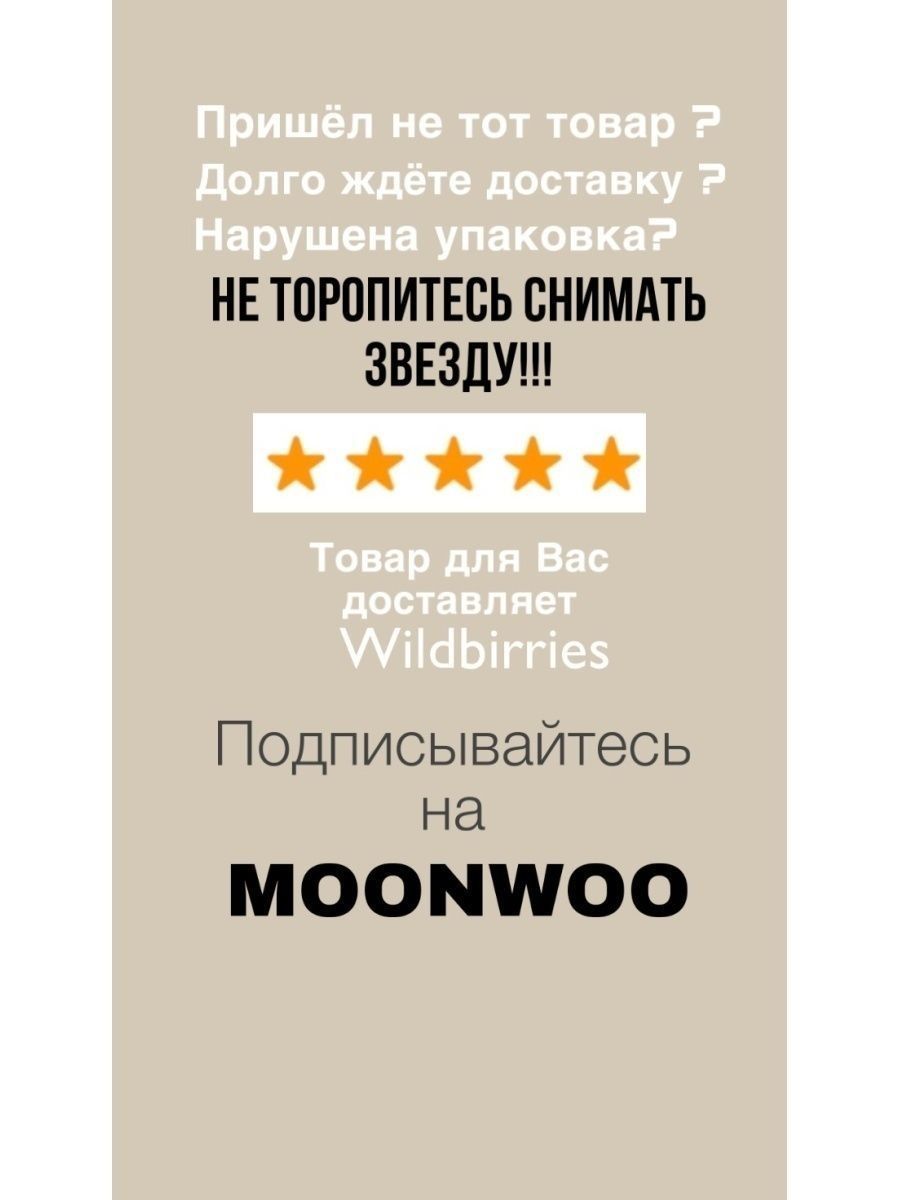 Пришёл не тот товар ?
Долго ждёте доставку ?
Нарушена упаковка?
НЕ ТОРОПИТЕСЬ СНИМАТЬ
ЗВЕЗДУ!!!
Товар для Вас
доставляет
Wildbirries
Подписывайтесь
на
MOONWOO